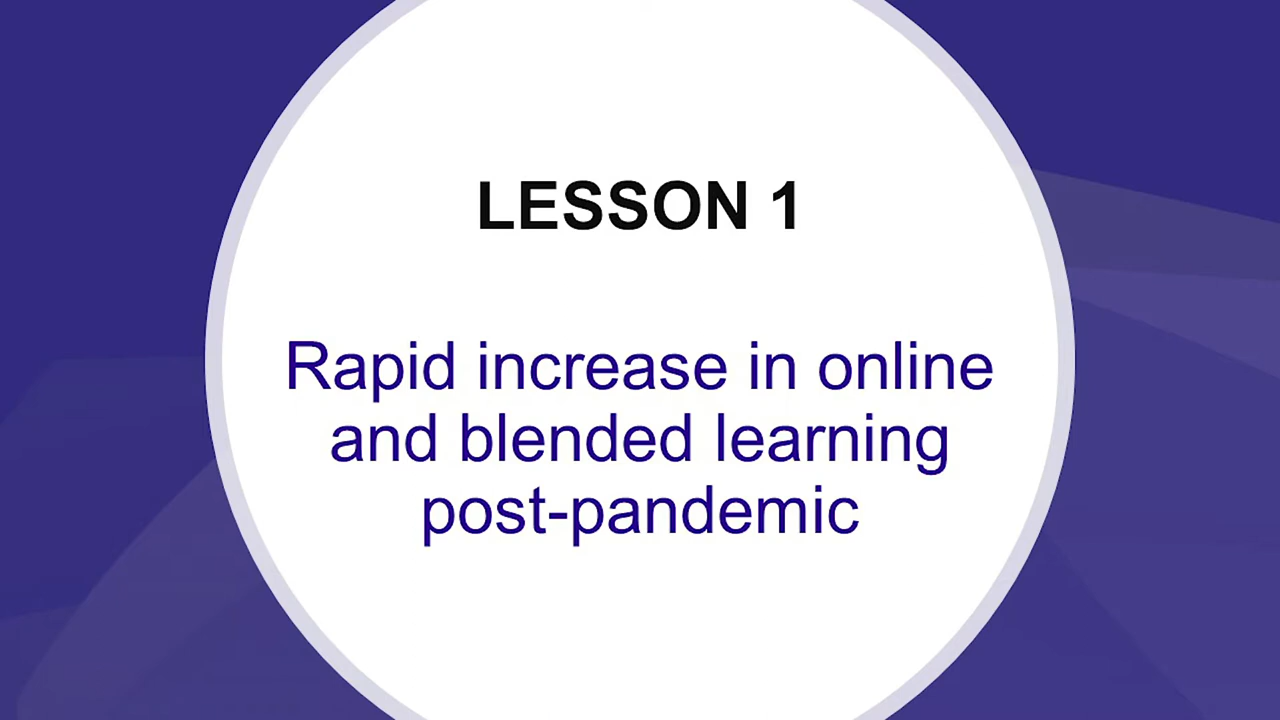 LESSON 1
Rapid increase in online
and blended learning
post-pandemic